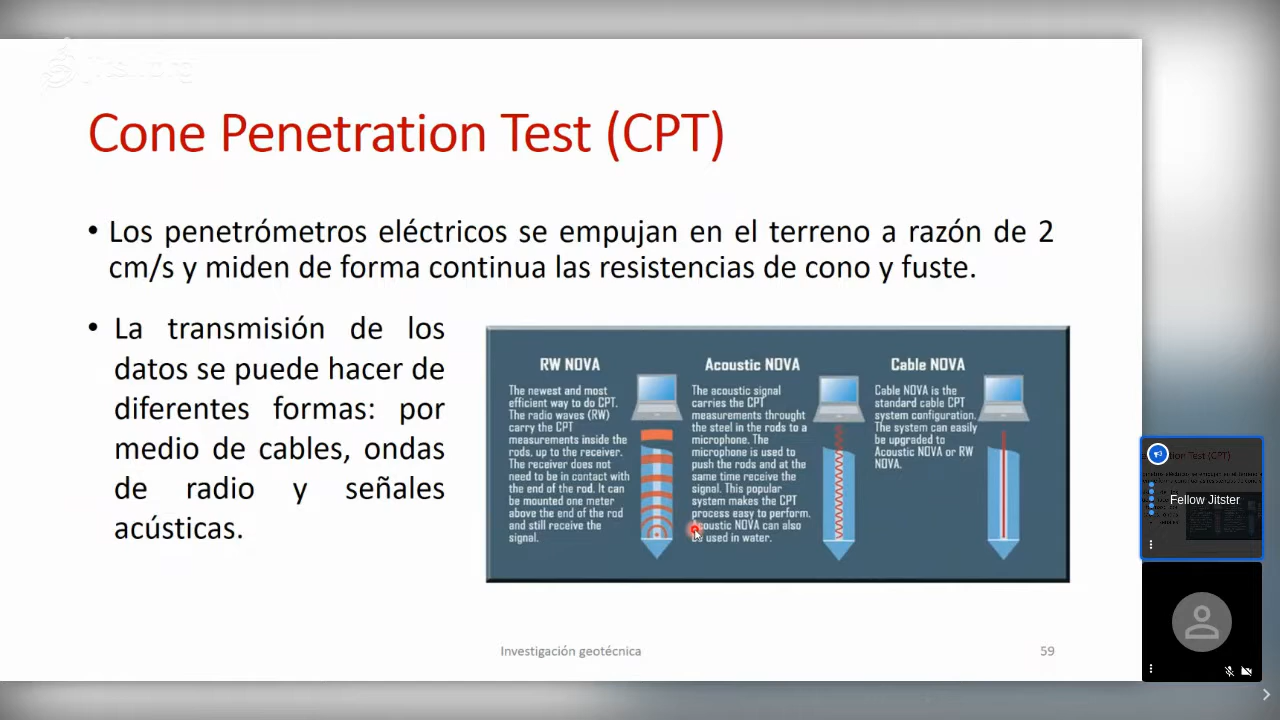 Cone Penetration Test (CPT)
• Los penetrómetros eléctricos se empujan en el terreno a razón de 2
cm/s y miden de forma continua las resistencias de cono y fuste.
• La transmisión de los
datos se puede hacer de
diferentes formas: por
medio de cables, ondas
de radio y señales
acústicas.
RW NOVA
The newest and most
efficient way to do CPT.
The radio waves (RW)
carry the CPT
measurements inside the
rods, up to the receiver.
The receiver does not
need to be in contact with
the end of the rod. It can
be mounted one meter
above the end of the rod
and still receive the
signal.
Acoustic NOVA
The acoustic signal
carries the CPT
measurements throught
the steel in the rods to a
microphone. The
microphone is used to
push the rods and at the
same time receive the
signal. This popular
system makes the CPT
process easy to perform.
Acoustic NOVA can also
be used in water.
Cable NOVA
Cable NOVA is the
standard cable CPT
system configuration.
The system can easily
be upgraded to
Acoustic NOVA or RW
NOVA.
Investigación geotécnica
59
Fellow Jitster